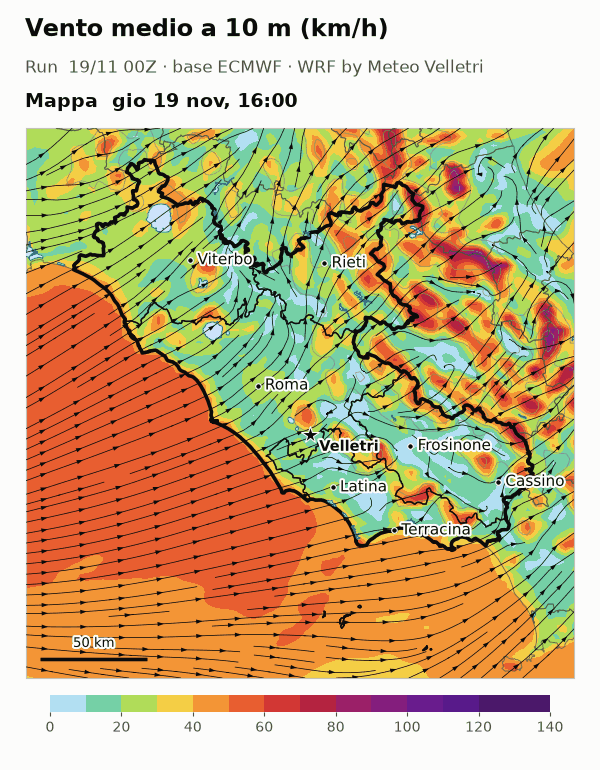 Vento medio a 10 m (km/h)
Run 19/11 00Z · base ECMWF · WRF by Meteo Velletri
Mappa gio 19 nov, 16:00
Viterbo
Rieti
Roma
Velletri
Frosinone
Cassino
Latina
Terracina
50 km
0 20 40 60 80 100 120 140